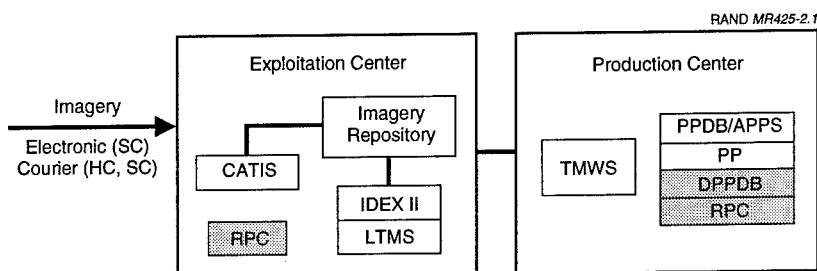 RAND MR425-2.1
Exploitation Center
Production Center
Imagery
Electronic (SC)
Courier (HC, SC)
Imagery
Repository
CATIS
IDEX II
LTMS
RPC
TMWS
PPDB/APPS
PP
DPPDB
RPC